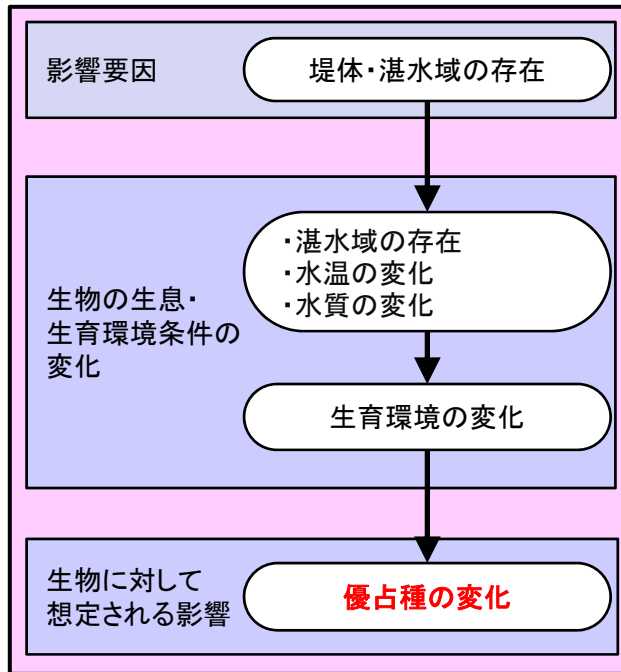 影響要因
堤体・湛水域の存在
・湛水域の存在
・水温の変化
・水質の変化
生物の生息・
生育環境条件の
変化
生育環境の変化
生物に対して
想定される影響
優占種の変化